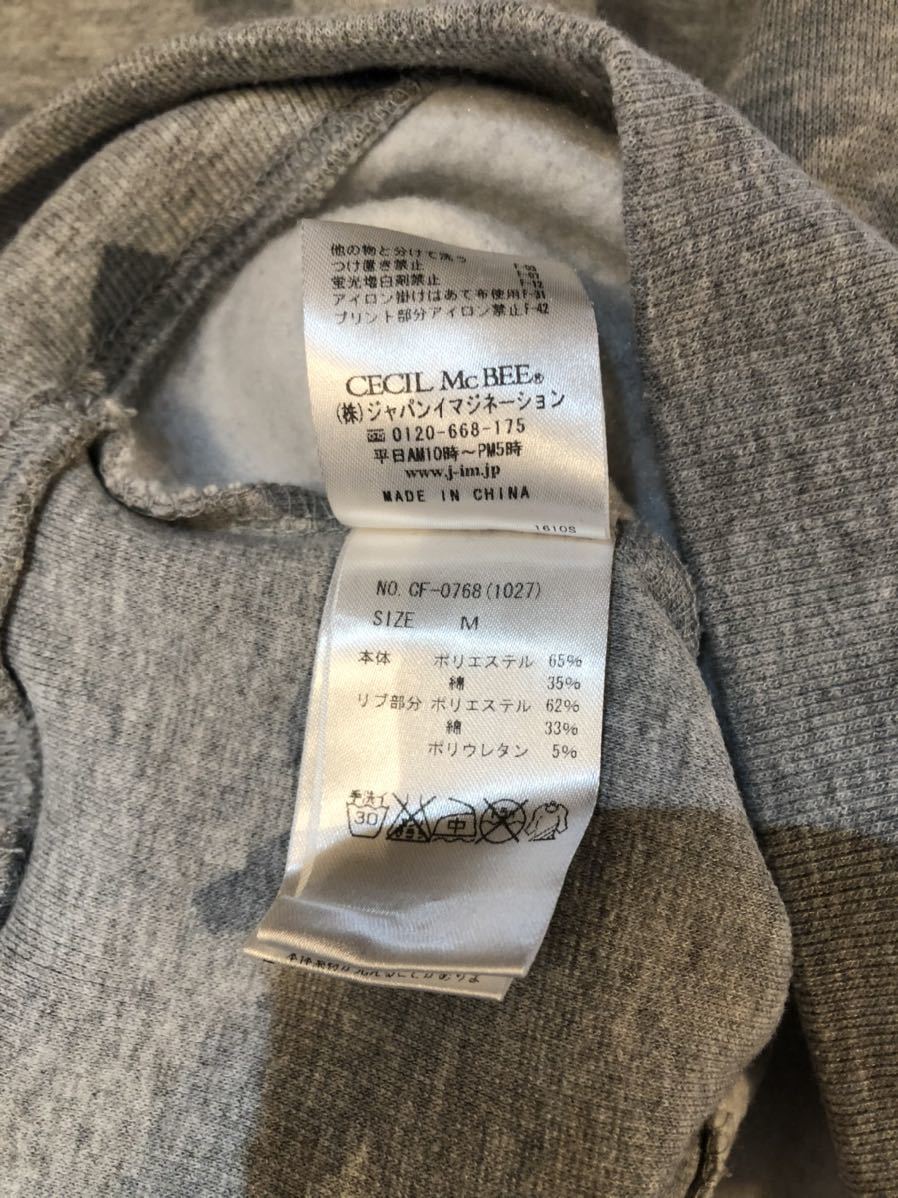 他の物と分けて洗う F-03
つけ置き禁止 F-07
蛍光増白剤禁止 F-12
アイロン掛けはあて布使用F-31
プリント部分アイロン禁止F-42
CECIL McBEE®
(株)ジャパンイマジネーション
0120-668-175
平日AM10時～PM5時
www.j-im.jp
MADE IN CHINA
1610S
NO. CF-0768(1027)
SIZE M
本体 ポリエステル 65%
綿 35%
リブ部分 ポリエステル 62%
綿 33%
ポリウレタン 5%
手洗イ
30 中